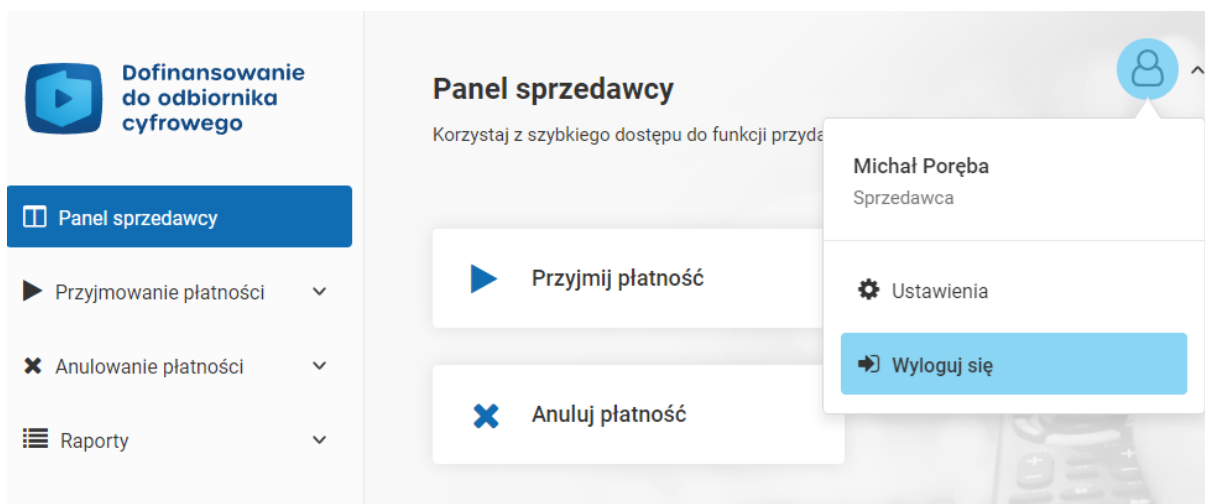 Dofinansowanie
do odbiornika
cyfrowego
Panel sprzedawcy
Przyjmowanie płatności
Anulowanie płatności
Raporty
Panel sprzedawcy
Korzystaj z szybkiego dostępu do funkcji przyda
Przyjmij płatność
Anuluj płatność
Michał Poręba
Sprzedawca
Ustawienia
Wyloguj się